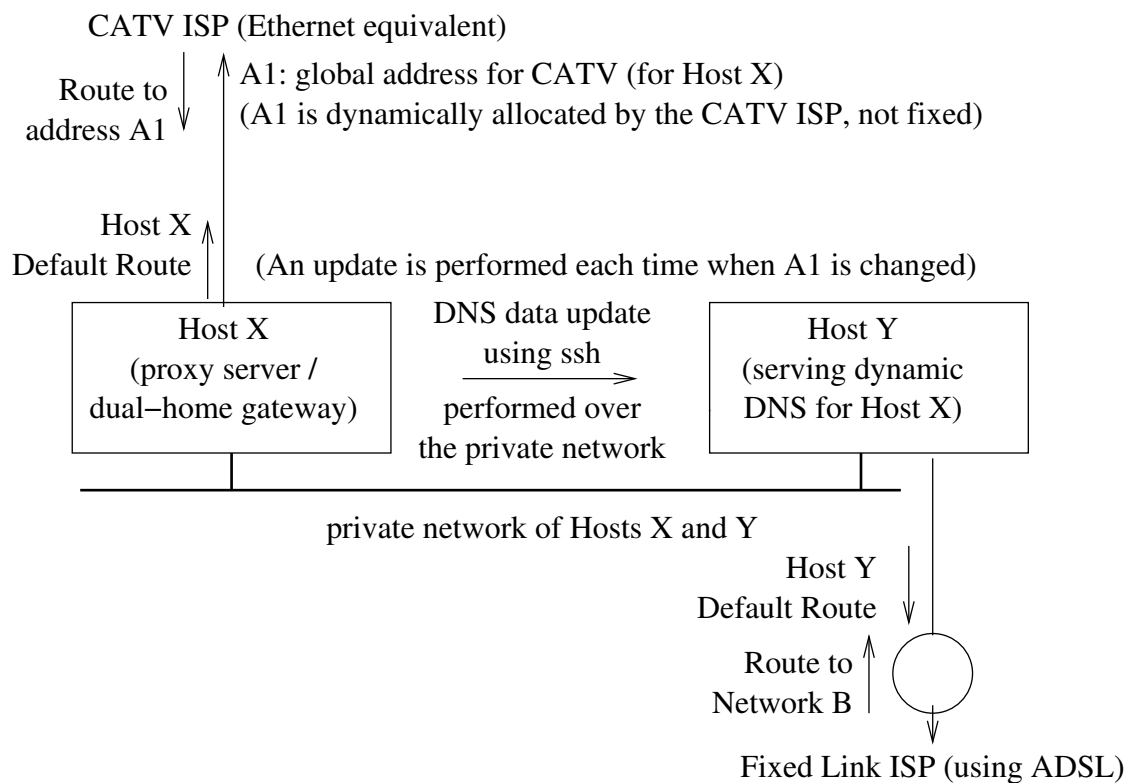 CATV ISP (Ethernet equivalent)
Route to
address A1
A1: global address for CATV (for Host X)
(A1 is dynamically allocated by the CATV ISP, not fixed)
Host X
Default Route
(An update is performed each time when A1 is changed)
Host X
(proxy server /
dual−home gateway)
DNS data update
using ssh
performed over
the private network
Host Y
(serving dynamic
DNS for Host X)
private network of Hosts X and Y
Host Y
Default Route
Route to
Network B
Fixed Link ISP (using ADSL)